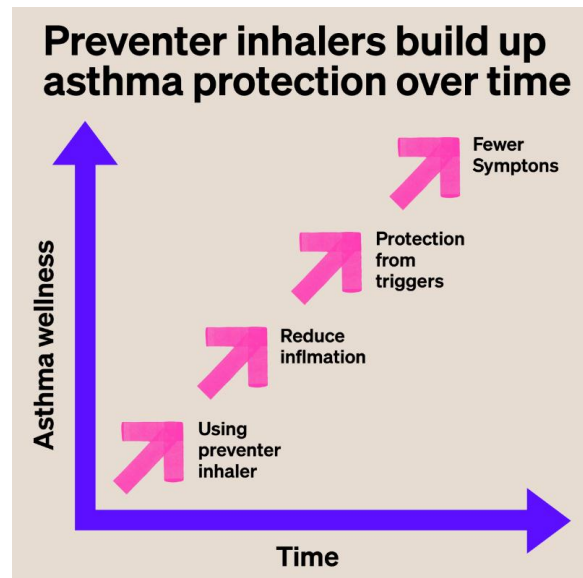 Preventer inhalers build up
asthma protection over time
Fewer
Symptons
Protection
from
triggers
Reduce
inflmation
Using
preventer
inhaler
Asthma wellness
Time